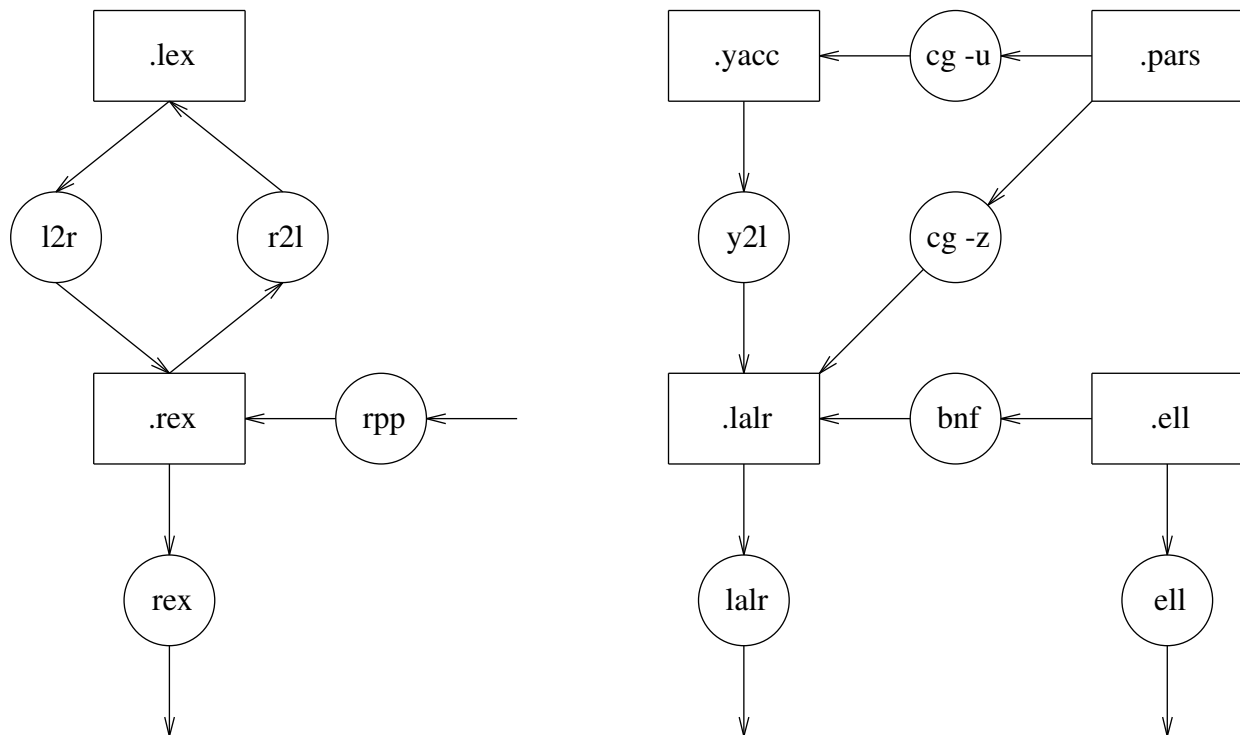 .lex
.yacc
cg -u
.pars
l2r
r2l
y2l
cg -z
.rex
rpp
.lalr
bnf
.ell
rex
lalr
ell